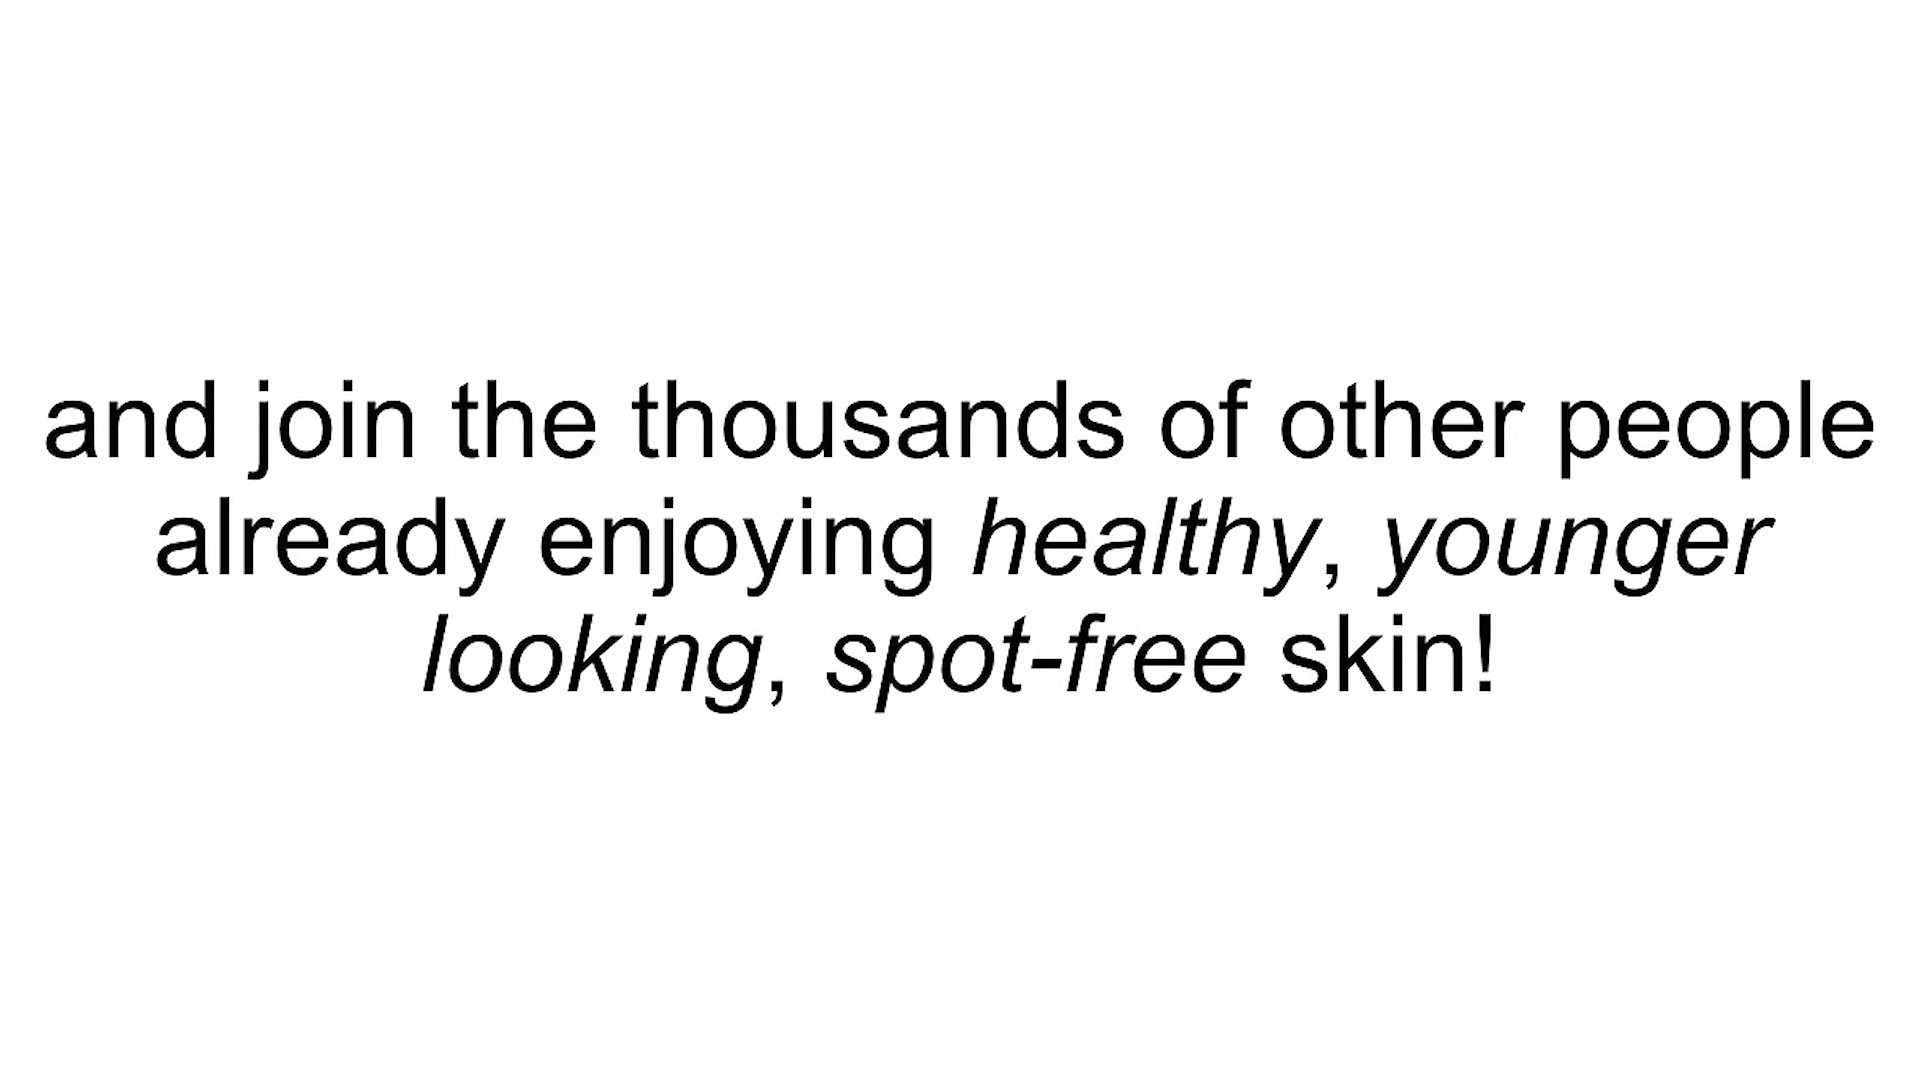 and join the thousands of other people
already enjoying healthy, younger
looking, spot-free skin!